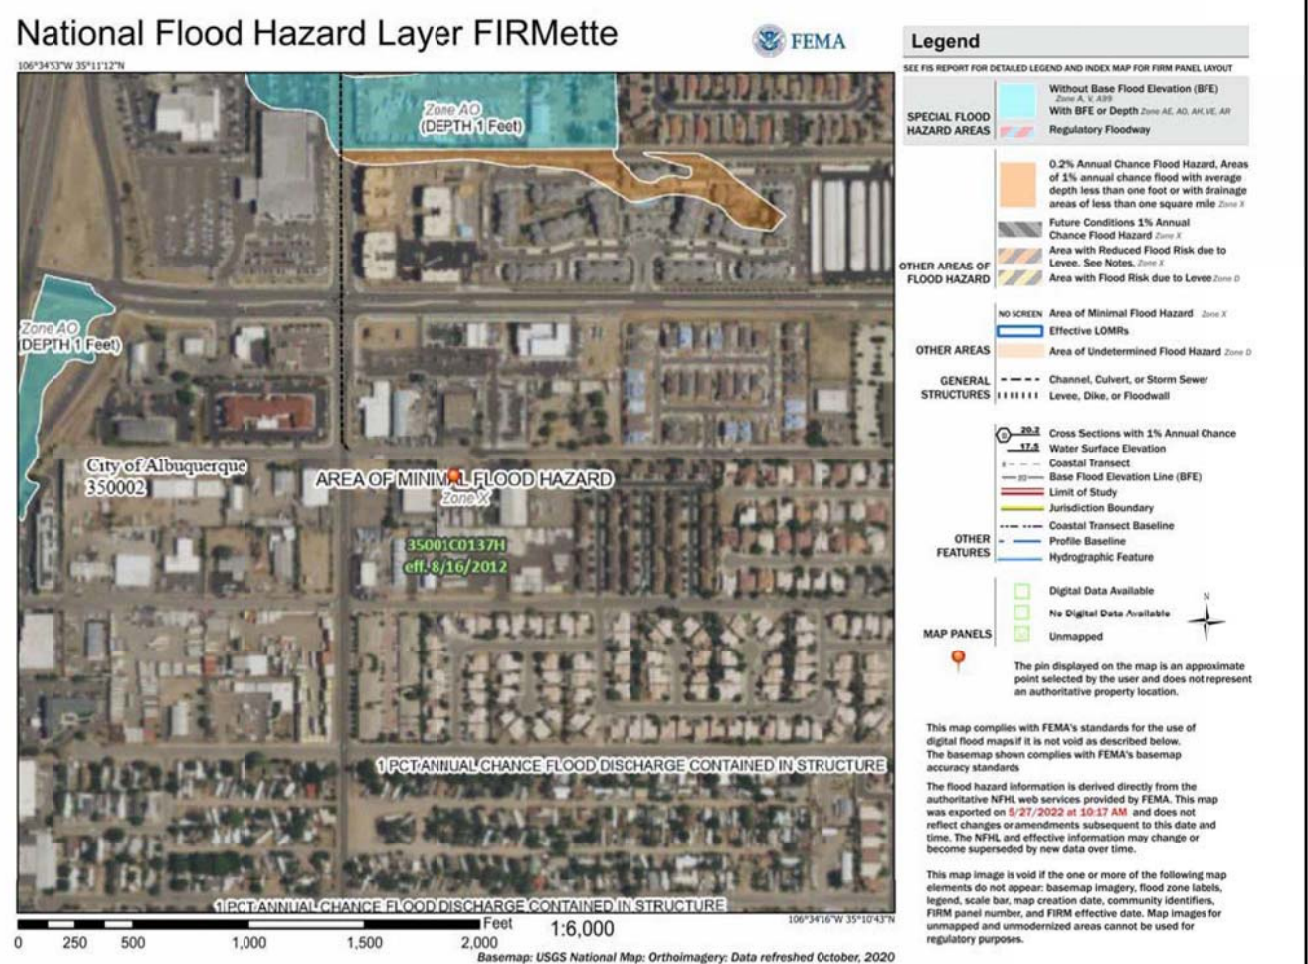 National Flood Hazard Layer FIRMette
FEMA
106°34'53"W 35°11'12"N
Zone AO
(DEPTH 1 Feet)
Zone AO
(DEPTH 1 Feet)
City of Albuquerque
350002
AREA OF MINIMAL FLOOD HAZARD
Zone X
35001C0137H
eff. 8/16/2012
1 PCT ANNUAL CHANCE FLOOD DISCHARGE CONTAINED IN STRUCTURE
1 PCT ANNUAL CHANCE FLOOD DISCHARGE CONTAINED IN STRUCTURE
Feet
1:6,000
106°34'16"W 35°10'43"N
0 250 500 1,000 1,500 2,000
Basemap: USGS National Map: Orthoimagery: Data refreshed October, 2020
Legend
SEE FIS REPORT FOR DETAILED LEGEND AND INDEX MAP FOR FIRM PANEL LAYOUT
SPECIAL FLOOD
HAZARD AREAS
Without Base Flood Elevation (BFE)
Zone A, V, A99
With BFE or Depth Zone AE, AO, AH, VE, AR
Regulatory Floodway
OTHER AREAS OF
FLOOD HAZARD
0.2% Annual Chance Flood Hazard, Areas
of 1% annual chance flood with average
depth less than one foot or with drainage
areas of less than one square mile Zone X
Future Conditions 1% Annual
Chance Flood Hazard Zone X
Area with Reduced Flood Risk due to
Levee. See Notes. Zone X
Area with Flood Risk due to Levee Zone D
OTHER AREAS
NO SCREEN Area of Minimal Flood Hazard Zone X
Effective LOMRs
Area of Undetermined Flood Hazard Zone D
GENERAL
STRUCTURES
Channel, Culvert, or Storm Sewer
Levee, Dike, or Floodwall
OTHER
FEATURES
B 20.2 Cross Sections with 1% Annual Chance
17.5 Water Surface Elevation
8 Coastal Transect
Base Flood Elevation Line (BFE)
Limit of Study
Jurisdiction Boundary
Coastal Transect Baseline
Profile Baseline
Hydrographic Feature
MAP PANELS
Digital Data Available
No Digital Data Available
Unmapped
N
The pin displayed on the map is an approximate
point selected by the user and does not represent
an authoritative property location.
This map complies with FEMA's standards for the use of
digital flood maps if it is not void as described below.
The basemap shown complies with FEMA's basemap
accuracy standards
The flood hazard information is derived directly from the
authoritative NFHL web services provided by FEMA. This map
was exported on 5/27/2022 at 10:17 AM and does not
reflect changes or amendments subsequent to this date and
time. The NFHL and effective information may change or
become superseded by new data over time.
This map image is void if the one or more of the following map
elements do not appear: basemap imagery, flood zone labels,
legend, scale bar, map creation date, community identifiers,
FIRM panel number, and FIRM effective date. Map images for
unmapped and unmodernized areas cannot be used for
regulatory purposes.